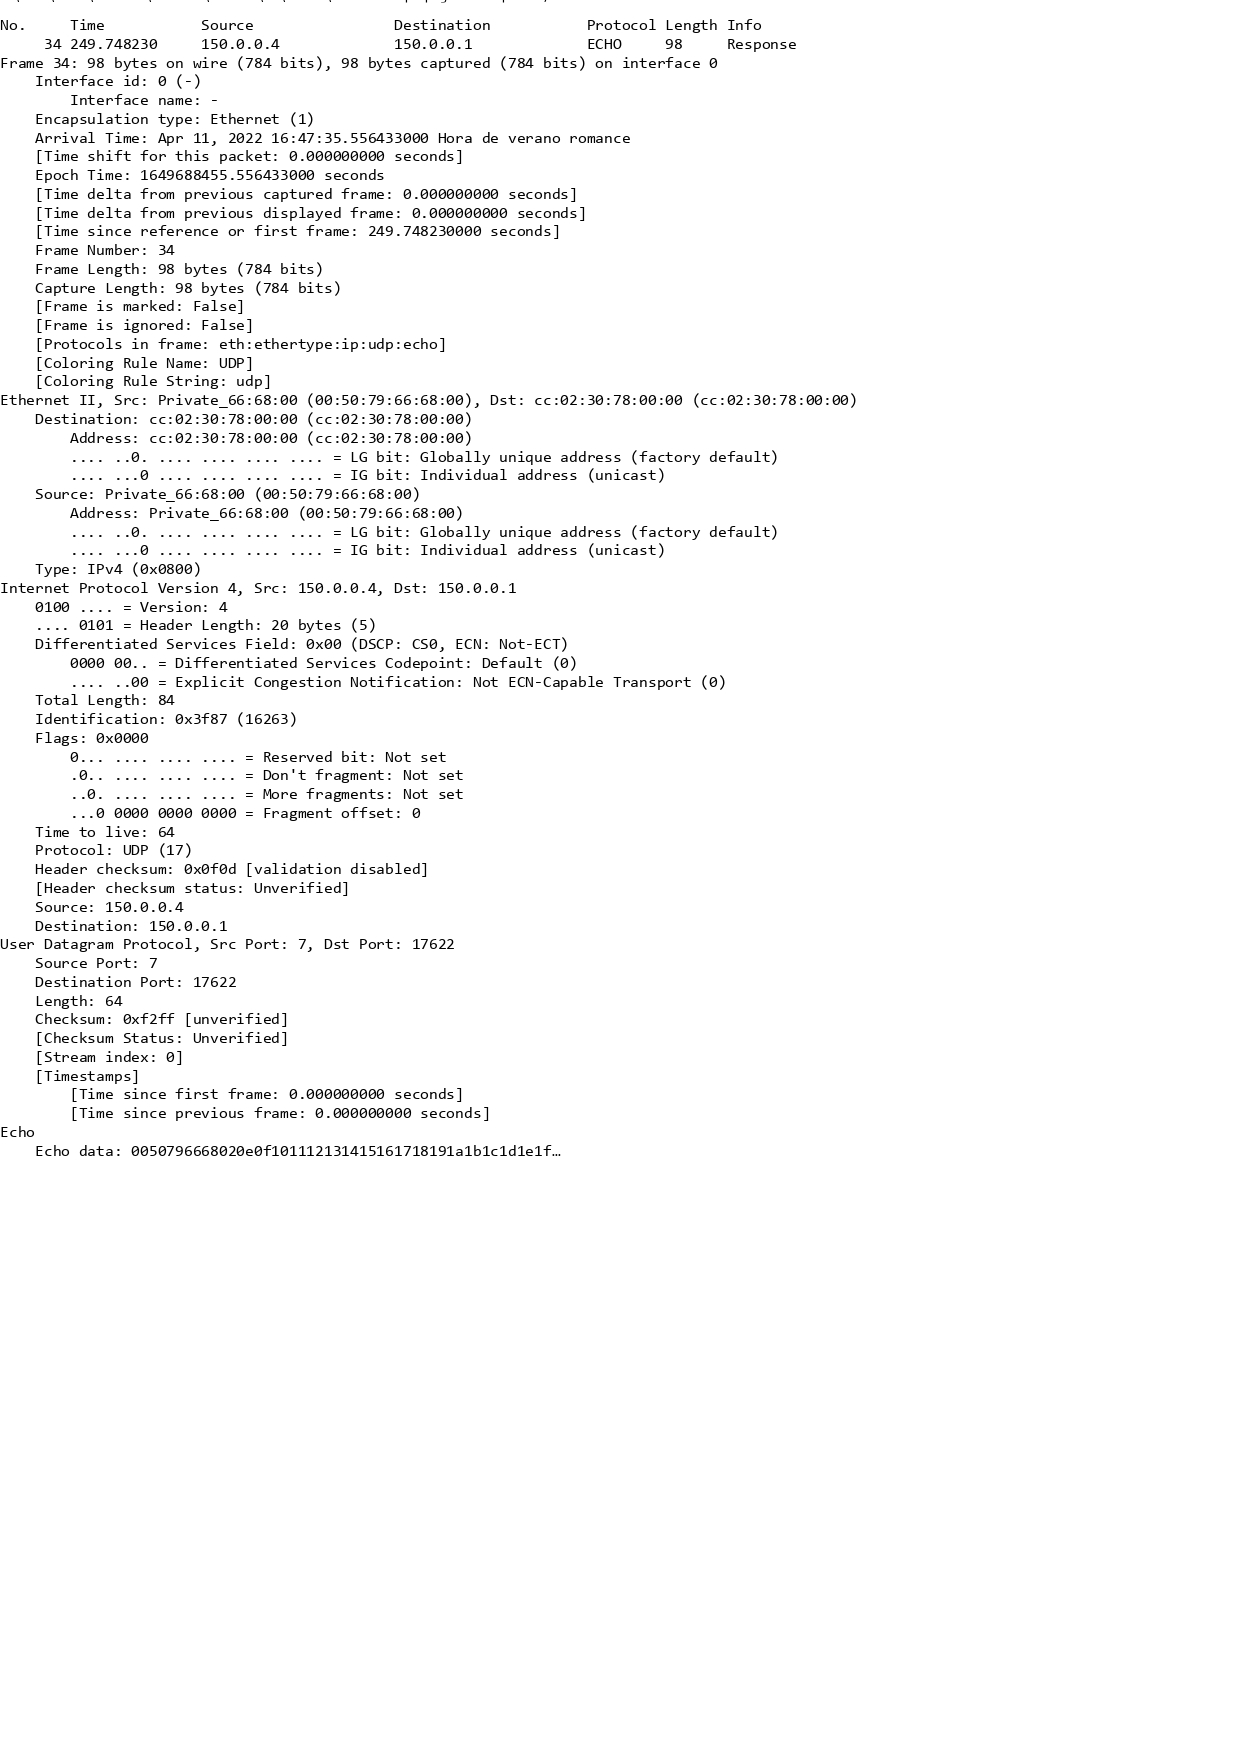 No.     Time           Source                Destination           Protocol Length Info
     34 249.748230     150.0.0.4             150.0.0.1             ECHO     98     Response
Frame 34: 98 bytes on wire (784 bits), 98 bytes captured (784 bits) on interface 0
    Interface id: 0 (-)
        Interface name: -
    Encapsulation type: Ethernet (1)
    Arrival Time: Apr 11, 2022 16:47:35.556433000 Hora de verano romance
    [Time shift for this packet: 0.000000000 seconds]
    Epoch Time: 1649688455.556433000 seconds
    [Time delta from previous captured frame: 0.000000000 seconds]
    [Time delta from previous displayed frame: 0.000000000 seconds]
    [Time since reference or first frame: 249.748230000 seconds]
    Frame Number: 34
    Frame Length: 98 bytes (784 bits)
    Capture Length: 98 bytes (784 bits)
    [Frame is marked: False]
    [Frame is ignored: False]
    [Protocols in frame: eth:ethertype:ip:udp:echo]
    [Coloring Rule Name: UDP]
    [Coloring Rule String: udp]
Ethernet II, Src: Private_66:68:00 (00:50:79:66:68:00), Dst: cc:02:30:78:00:00 (cc:02:30:78:00:00)
    Destination: cc:02:30:78:00:00 (cc:02:30:78:00:00)
        Address: cc:02:30:78:00:00 (cc:02:30:78:00:00)
        .... ..0. .... .... .... .... = LG bit: Globally unique address (factory default)
        .... ...0 .... .... .... .... = IG bit: Individual address (unicast)
    Source: Private_66:68:00 (00:50:79:66:68:00)
        Address: Private_66:68:00 (00:50:79:66:68:00)
        .... ..0. .... .... .... .... = LG bit: Globally unique address (factory default)
        .... ...0 .... .... .... .... = IG bit: Individual address (unicast)
    Type: IPv4 (0x0800)
Internet Protocol Version 4, Src: 150.0.0.4, Dst: 150.0.0.1
    0100 .... = Version: 4
    .... 0101 = Header Length: 20 bytes (5)
    Differentiated Services Field: 0x00 (DSCP: CS0, ECN: Not-ECT)
        0000 00.. = Differentiated Services Codepoint: Default (0)
        .... ..00 = Explicit Congestion Notification: Not ECN-Capable Transport (0)
    Total Length: 84
    Identification: 0x3f87 (16263)
    Flags: 0x0000
        0... .... .... .... = Reserved bit: Not set
        .0.. .... .... .... = Don't fragment: Not set
        ..0. .... .... .... = More fragments: Not set
        ...0 0000 0000 0000 = Fragment offset: 0
    Time to live: 64
    Protocol: UDP (17)
    Header checksum: 0x0f0d [validation disabled]
    [Header checksum status: Unverified]
    Source: 150.0.0.4
    Destination: 150.0.0.1
User Datagram Protocol, Src Port: 7, Dst Port: 17622
    Source Port: 7
    Destination Port: 17622
    Length: 64
    Checksum: 0xf2ff [unverified]
    [Checksum Status: Unverified]
    [Stream index: 0]
    [Timestamps]
        [Time since first frame: 0.000000000 seconds]
        [Time since previous frame: 0.000000000 seconds]
Echo
    Echo data: 0050796668020e0f101112131415161718191a1b1c1d1e1f…